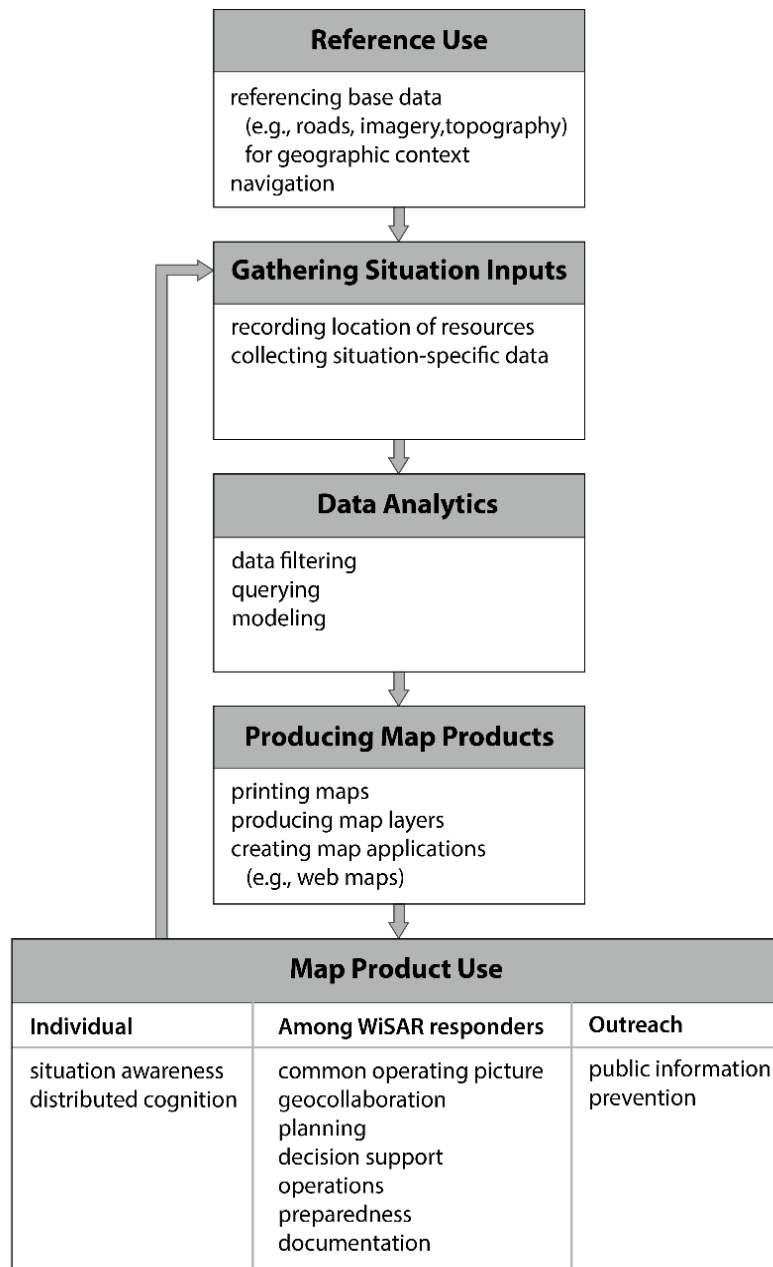 Reference Use
referencing base data
(e.g., roads, imagery,topography)
for geographic context
navigation
Gathering Situation Inputs
recording location of resources
collecting situation-specific data
Data Analytics
data filtering
querying
modeling
Producing Map Products
printing maps
producing map layers
creating map applications
(e.g., web maps)
Map Product Use
Individual
situation awareness
distributed cognition
Among WiSAR responders
common operating picture
geocollaboration
planning
decision support
operations
preparedness
documentation
Outreach
public information
prevention